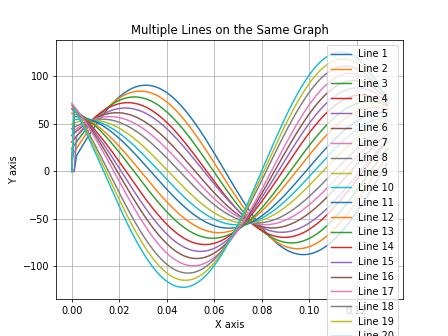 Multiple Lines on the Same Graph
Line 1
Line 2
Line 3
Line 4
Line 5
Line 6
Line 7
Line 8
Line 9
Line 10
Line 11
Line 12
Line 13
Line 14
Line 15
Line 16
Line 17
Line 18
Line 19
Line 20
Y axis
100
50
0
−50
−100
0.00
0.02
0.04
0.06
0.08
0.10
X axis